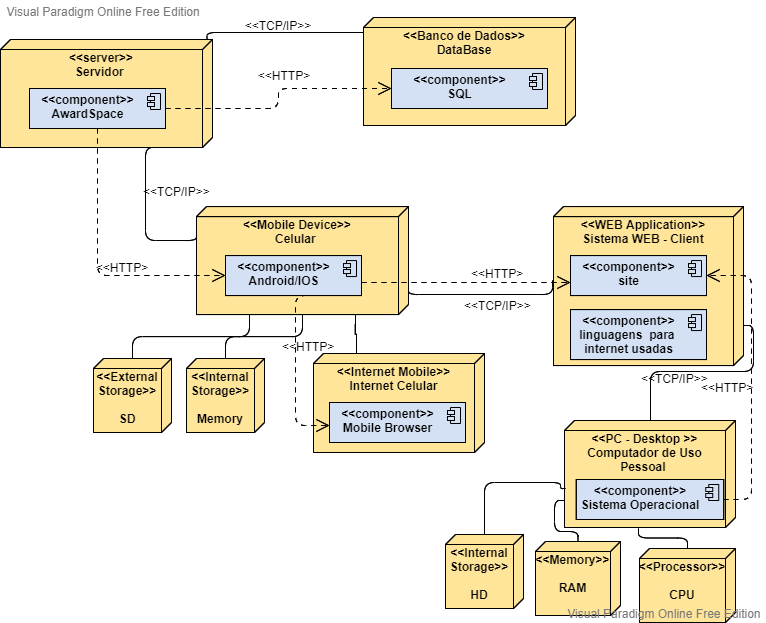 Visual Paradigm Online Free Edition
<<TCP/IP>>
<<server>>
Servidor
<<component>>
AwardSpace
<<HTTP>>
<<Banco de Dados>>
DataBase
<<component>>
SQL
<<TCP/IP>>
<<HTTP>>
<<Mobile Device>>
Celular
<<component>>
Android/IOS
<<HTTP>>
<<TCP/IP>>
<<WEB Application>>
Sistema WEB - Client
<<component>>
site
<<component>>
linguagens para
internet usadas
<<HTTP>>
<<External
Storage>>
SD
<<Internal
Storage>>
Memory
<<Internet Mobile>>
Internet Celular
<<component>>
Mobile Browser
<<TCP/IP>>
<<HTTP>>
<<PC - Desktop >>
Computador de Uso
Pessoal
<<component>>
Sistema Operacional
<<Internal
Storage>>
HD
<<Memory>>
RAM
<<Processor>>
CPU
Visual Paradigm Online Free Edition